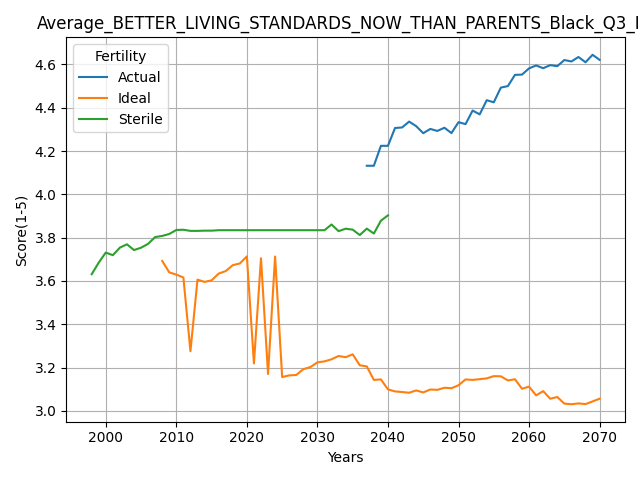 Average_BETTER_LIVING_STANDARDS_NOW_THAN_PARENTS_Black_Q3_
Fertility
Actual
Ideal
Sterile
Score(1-5)
4.6
4.4
4.2
4.0
3.8
3.6
3.4
3.2
3.0
2000 2010 2020 2030 2040 2050 2060 2070
Years